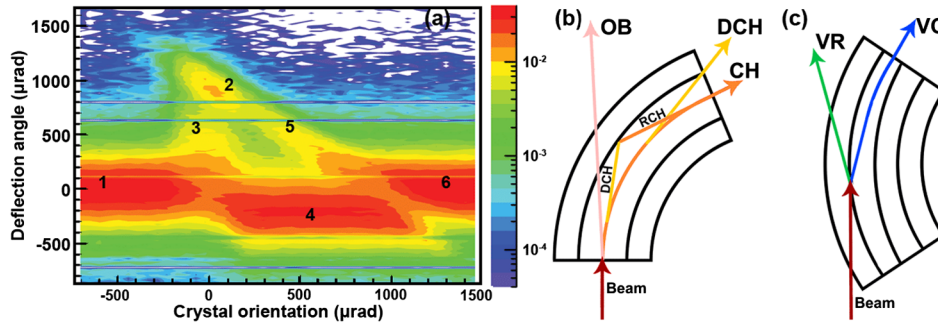 (a)
Deflection angle (μrad)
1500
1000
500
0
-500
1
2
3
4
5
6
-500
0
500
1000
1500
Crystal orientation (μrad)
10⁻²
10⁻³
10⁻⁴
(b)
OB
DCH
CH
RCH
DCH
Beam
(c)
VR
VC
Beam